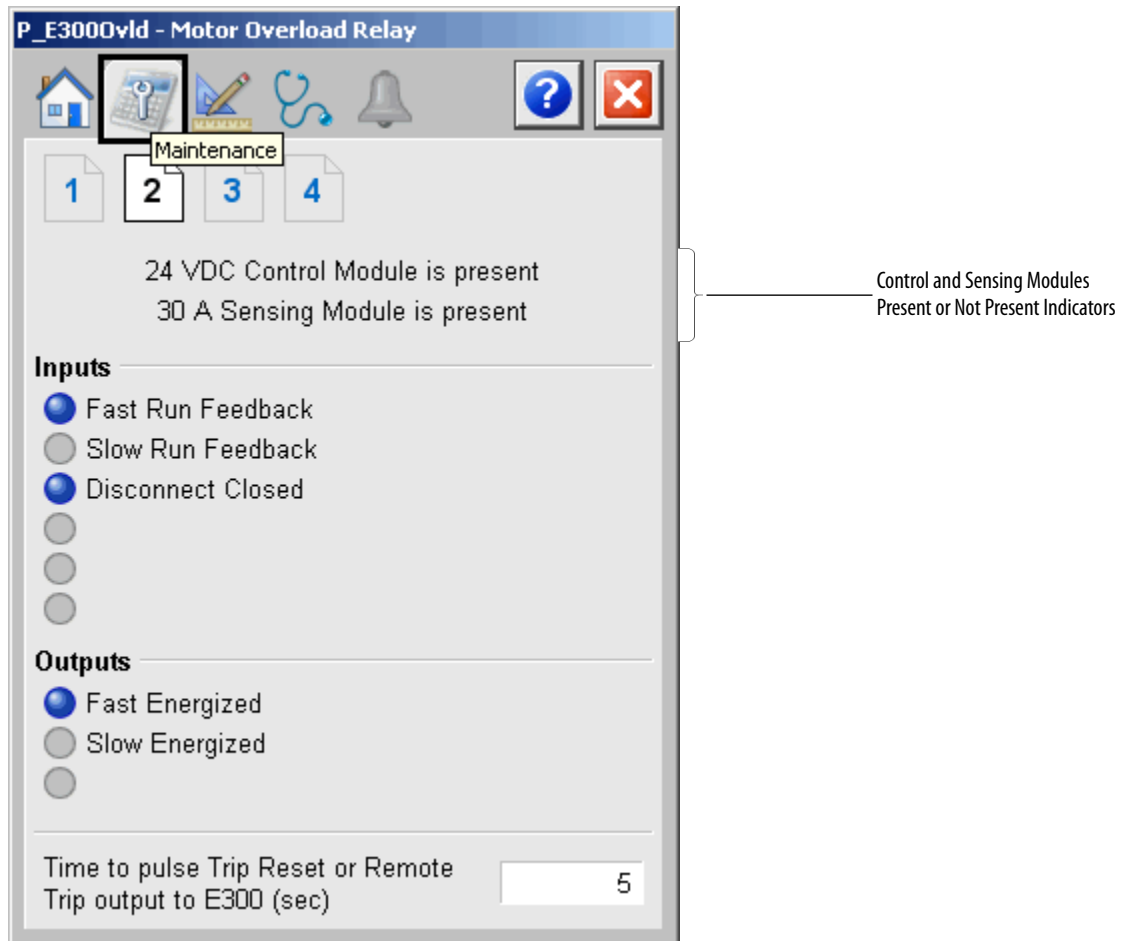 P_E300Ovld - Motor Overload Relay
?
Maintenance
1 2 3 4
24 VDC Control Module is present
30 A Sensing Module is present
Control and Sensing Modules
Present or Not Present Indicators
Inputs
Fast Run Feedback
Slow Run Feedback
Disconnect Closed
Outputs
Fast Energized
Slow Energized
Time to pulse Trip Reset or Remote
Trip output to E300 (sec)
5